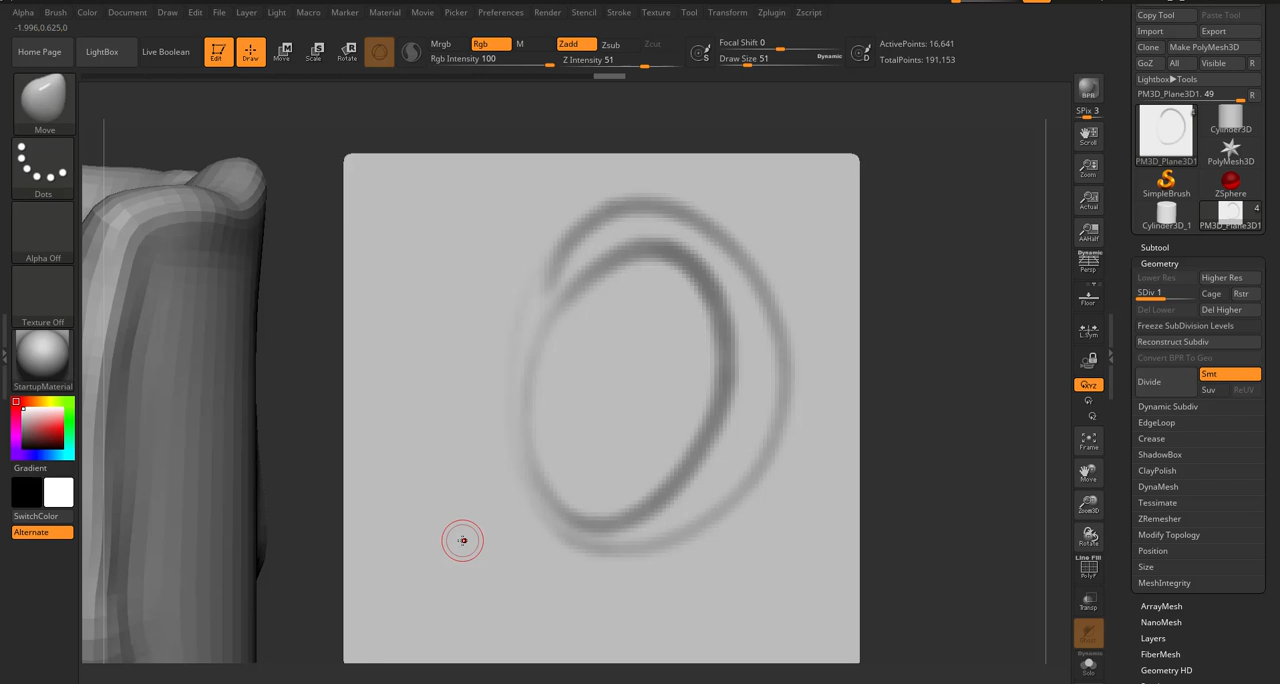 Alpha Brush Color Document Draw Edit File Layer Light Macro Marker Material Movie Picker Preferences Render Stencil Stroke Texture Tool Transform Zplugin Zscript
-1.996,0.625,0
Home Page LightBox Live Boolean Edit Draw Move Scale Rotate
Mrgb Rgb M Zadd Zsub Zcut
Rgb Intensity 100 Z Intensity 51
Focal Shift 0
Draw Size 51 Dynamic
S D
ActivePoints: 16,641
TotalPoints: 191,153
Move
Dots
Alpha Off
Texture Off
StartupMaterial
Gradient
SwitchColor
Alternate
BPR
SPix 3
Scroll
Zoom
Actual
AAHalf
Dynamic
Persp
Floor
L.Sym
XYZ
Frame
Move
Zoom3D
Rotate
Line Fill
PolyF
Transp
Ghost
Dynamic
Solo
Copy Tool Paste Tool
Import Export
Clone Make PolyMesh3D
GoZ All Visible R
Lightbox▶Tools
PM3D_Plane3D1. 49 R
4
PM3D_Plane3D1 Cylinder3D
PolyMesh3D
SimpleBrush ZSphere
4
Cylinder3D_1 PM3D_Plane3D1
Subtool
Geometry
Lower Res Higher Res
SDiv 1 Cage Rstr
Del Lower Del Higher
Freeze SubDivision Levels
Reconstruct Subdiv
Convert BPR To Geo
Divide Smt
Suv ReUV
Dynamic Subdiv
EdgeLoop
Crease
ShadowBox
ClayPolish
DynaMesh
Tessimate
ZRemesher
Modify Topology
Position
Size
MeshIntegrity
ArrayMesh
NanoMesh
Layers
FiberMesh
Geometry HD